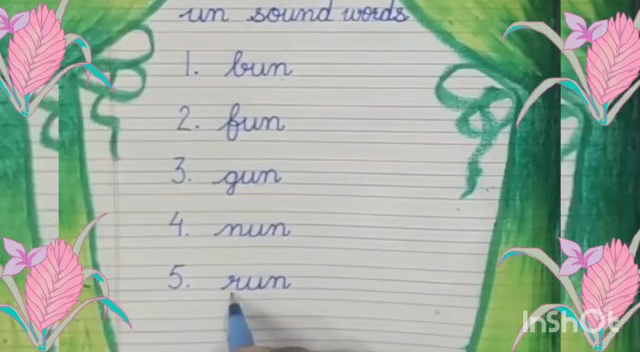 un sound words
1. bun
2. fun
3. gun
4. nun
5. run
InShOt